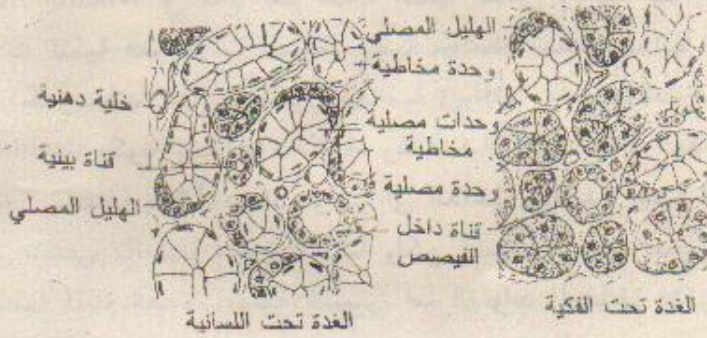 الهليل المصلي
وحدة مخاطية
خلية دهنية
وحدات مصلية
مخاطية
قناة بينية
وحدة مصلية
الهليل المصلي
قناة داخل
الفصيص
الغدة تحت الفكية
الغدة تحت اللسانية